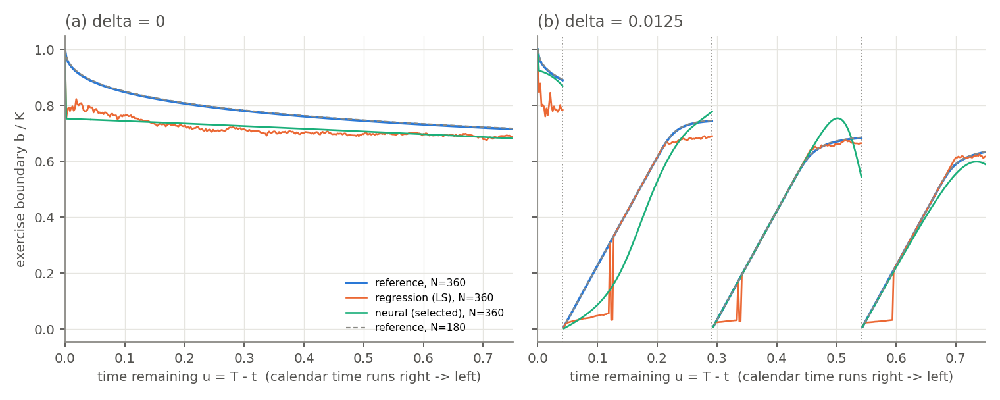 (a) delta = 0
(b) delta = 0.0125
exercise boundary b / K
1.0
0.8
0.6
0.4
0.2
0.0
reference, N=360
regression (LS), N=360
neural (selected), N=360
reference, N=180
0.0 0.1 0.2 0.3 0.4 0.5 0.6 0.7
0.0 0.1 0.2 0.3 0.4 0.5 0.6 0.7
time remaining u = T - t  (calendar time runs right -> left)
time remaining u = T - t  (calendar time runs right -> left)